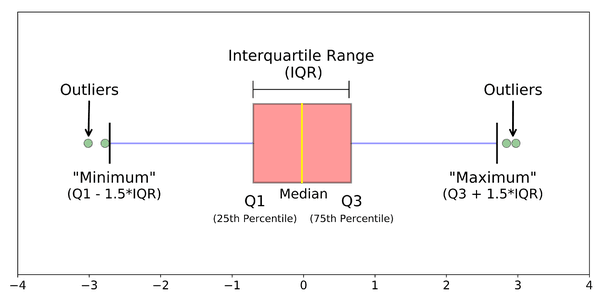 Interquartile Range
(IQR)
Outliers
Outliers
"Minimum"
(Q1 - 1.5*IQR)
"Maximum"
(Q3 + 1.5*IQR)
Median
Q1
Q3
(25th Percentile)
(75th Percentile)
−4
−3
−2
−1
0
1
2
3
4